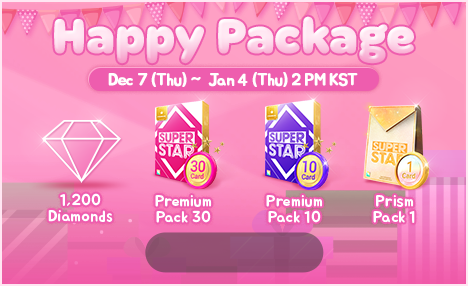 Happy Package
Dec 7 (Thu) ~ Jan 4 (Thu) 2 PM KST
SUPER
STAR
30
Card
SUPER
STAR
10
Card
SUPER
STAR
1
Card
1,200
Diamonds
Premium
Pack 30
Premium
Pack 10
Prism
Pack 1